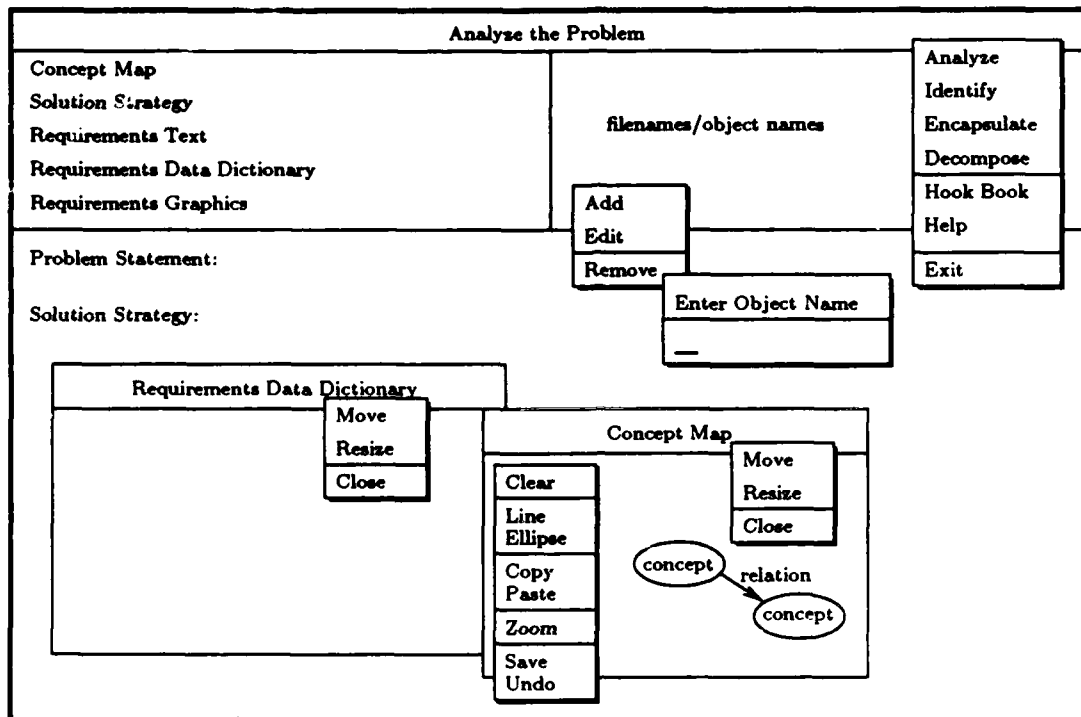 Analyze the Problem
Concept Map
Solution Strategy
Requirements Text
Requirements Data Dictionary
Requirements Graphics
filenames/object names
Analyze
Identify
Encapsulate
Decompose
Hook Book
Help
Exit
Add
Edit
Remove
Enter Object Name
Problem Statement:
Solution Strategy:
Requirements Data Dictionary
Move
Resize
Close
Concept Map
Move
Resize
Close
Clear
Line
Ellipse
Copy
Paste
Zoom
Save
Undo
concept
relation
concept